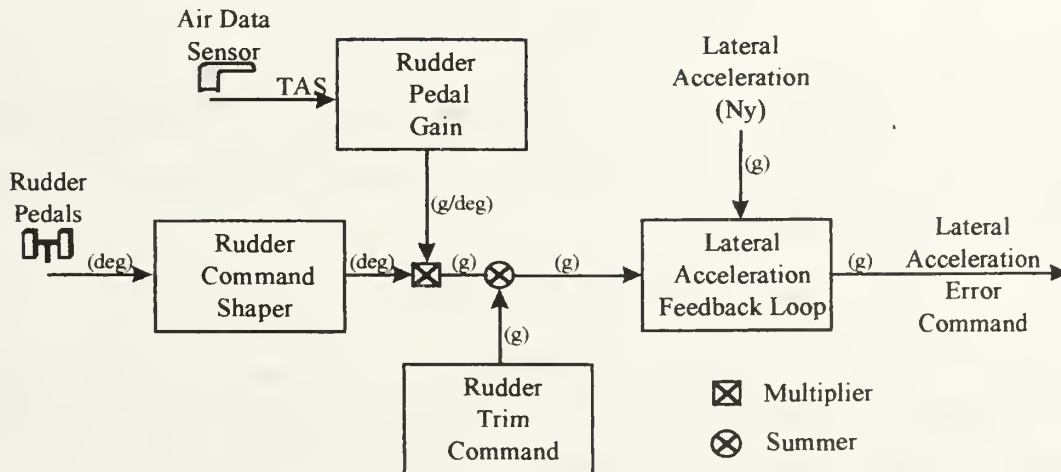 Air Data
Sensor
TAS
Rudder
Pedal
Gain
Lateral
Acceleration
(Ny)
(g)
(g/deg)
Rudder
Pedals
(deg)
Rudder
Command
Shaper
(deg)
(g)
(g)
Lateral
Acceleration
Feedback Loop
(g)
Lateral
Acceleration
Error
Command
(g)
Rudder
Trim
Command
Multiplier
Summer